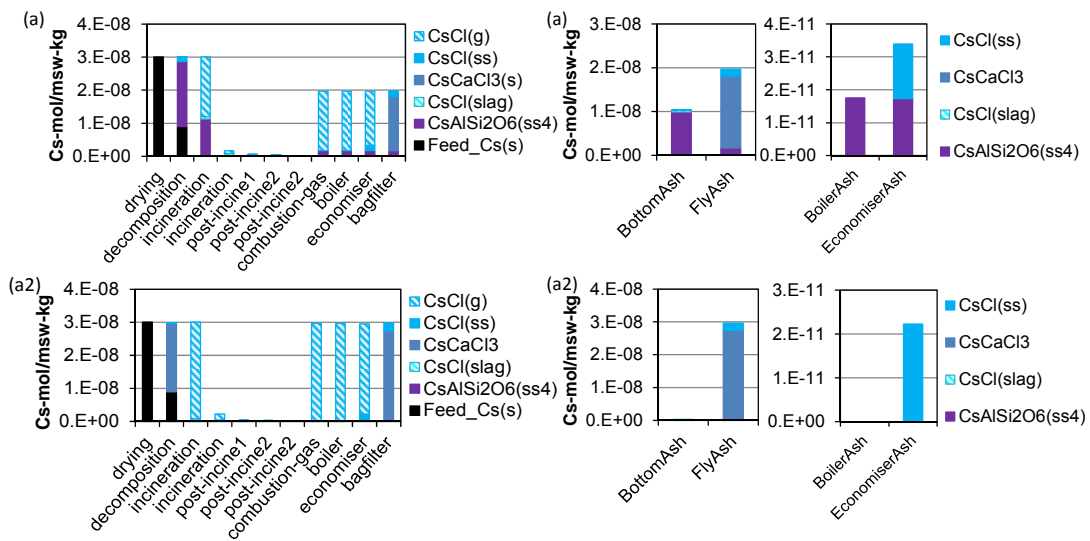 (a)
Cs-mol/msw-kg
4.E-08
3.E-08
2.E-08
1.E-08
0.E+00
drying
decomposition
incineration
incineration
post-incine1
post-incine2
post-incine2
combustion-gas
boiler
economiser
bagfilter
CsCl(g)
CsCl(ss)
CsCaCl3(s)
CsCl(slag)
CsAlSi2O6(ss4)
Feed_Cs(s)
(a)
Cs-mol/msw-kg
3.E-08
2.E-08
1.E-08
0.E+00
BottomAsh
FlyAsh
4.E-11
3.E-11
2.E-11
1.E-11
0.E+00
BoilerAsh
EconomiserAsh
CsCl(ss)
CsCaCl3
CsCl(slag)
CsAlSi2O6(ss4)
(a2)
Cs-mol/msw-kg
4.E-08
3.E-08
2.E-08
1.E-08
0.E+00
drying
decomposition
incineration
incineration
post-incine1
post-incine2
post-incine2
combustion-gas
boiler
economiser
bagfilter
CsCl(g)
CsCl(ss)
CsCaCl3
CsCl(slag)
CsAlSi2O6(ss4)
Feed_Cs(s)
(a2)
Cs-mol/msw-kg
4.E-08
3.E-08
2.E-08
1.E-08
0.E+00
BottomAsh
FlyAsh
3.E-11
2.E-11
1.E-11
0.E+00
BoilerAsh
EconomiserAsh
CsCl(ss)
CsCaCl3
CsCl(slag)
CsAlSi2O6(ss4)